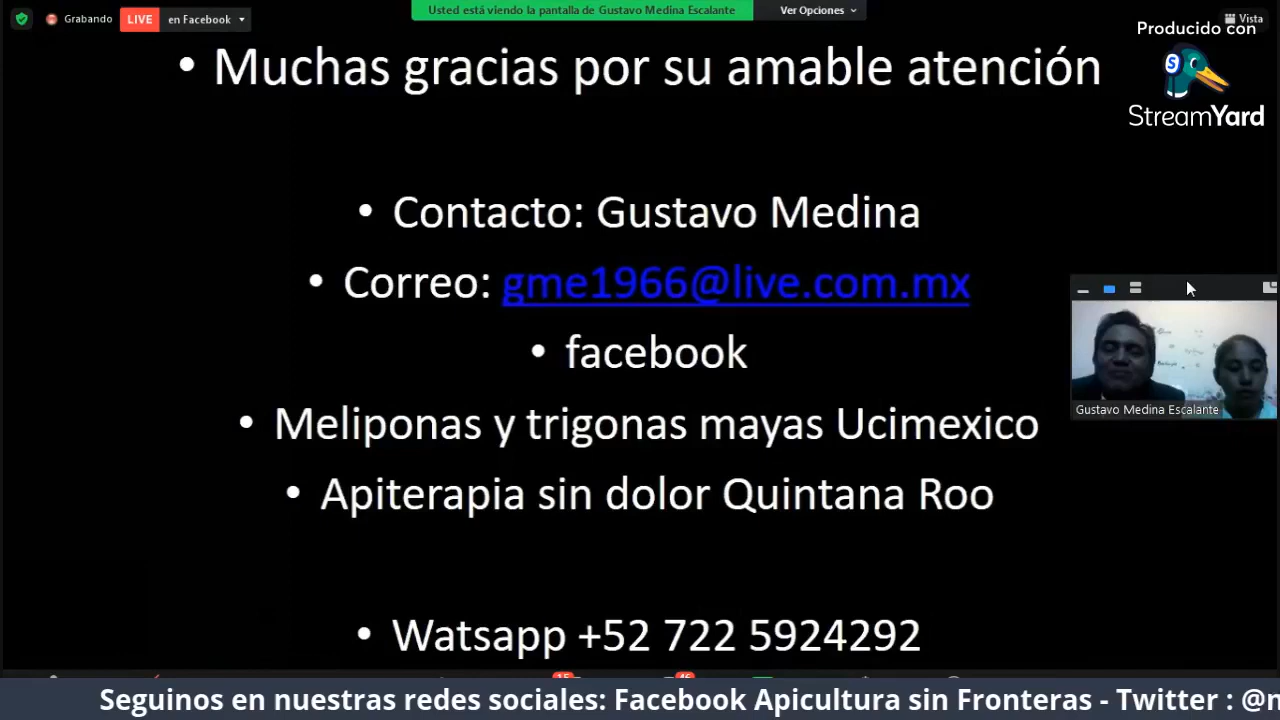 Grabando
LIVE
en Facebook
Usted está viendo la pantalla de Gustavo Medina Escalante
Ver Opciones
Vista
Producido con
S
StreamYard
• Muchas gracias por su amable atención
• Contacto: Gustavo Medina
• Correo: gme1966@live.com.mx
• facebook
• Meliponas y trigonas mayas Ucimexico
• Apiterapia sin dolor Quintana Roo
Gustavo Medina Escalante
• Watsapp +52 722 5924292
Seguinos en nuestras redes sociales: Facebook Apicultura sin Fronteras - Twitter :